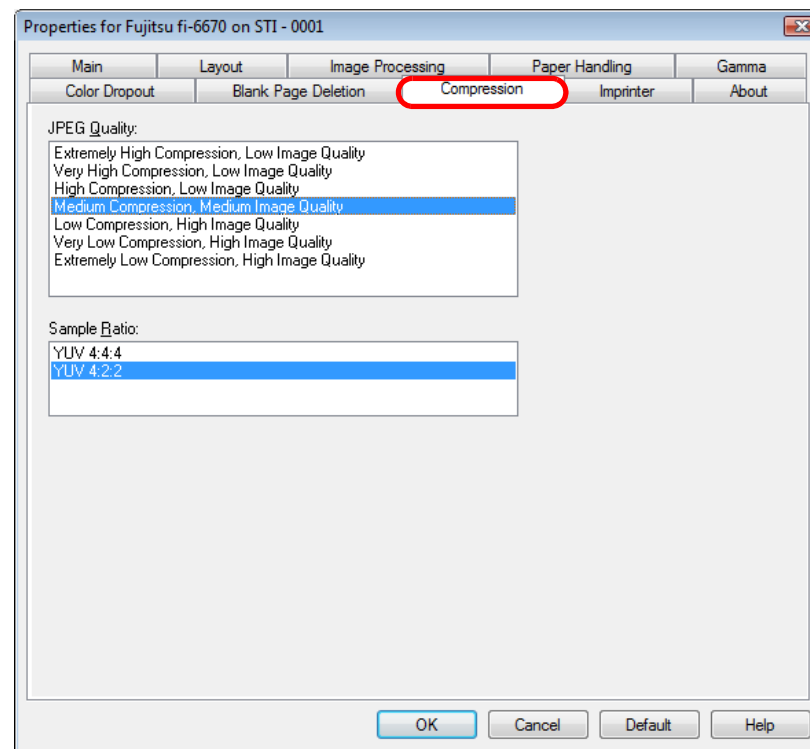 Properties for Fujitsu fi-6670 on STI - 0001
Main Layout Image Processing Paper Handling Gamma
Color Dropout Blank Page Deletion Compression Imprinter About
JPEG Quality:
Extremely High Compression, Low Image Quality
Very High Compression, Low Image Quality
High Compression, Low Image Quality
Medium Compression, Medium Image Quality
Low Compression, High Image Quality
Very Low Compression, High Image Quality
Extremely Low Compression, High Image Quality
Sample Ratio:
YUV 4:4:4
YUV 4:2:2
OK Cancel Default Help